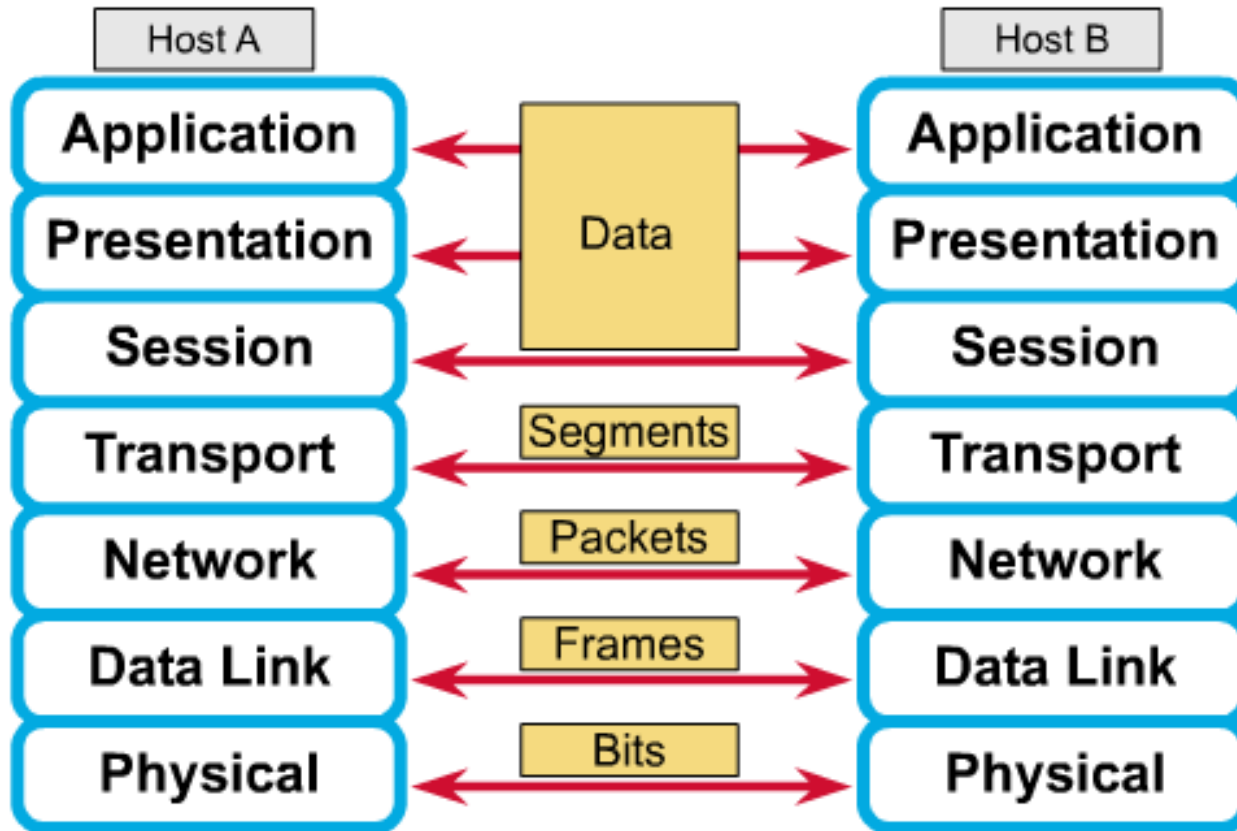 Host A
Host B
Application
Application
Presentation
Data
Presentation
Session
Session
Segments
Transport
Transport
Packets
Network
Network
Frames
Data Link
Data Link
Bits
Physical
Physical